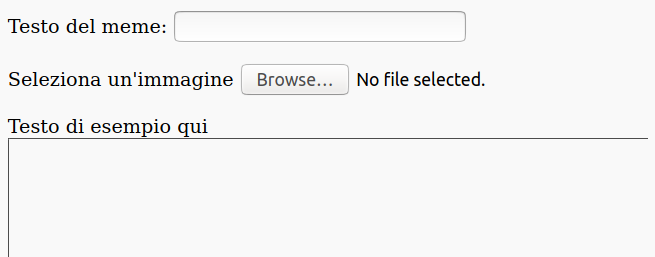 Testo del meme:
Seleziona un'immagine Browse... No file selected.
Testo di esempio qui